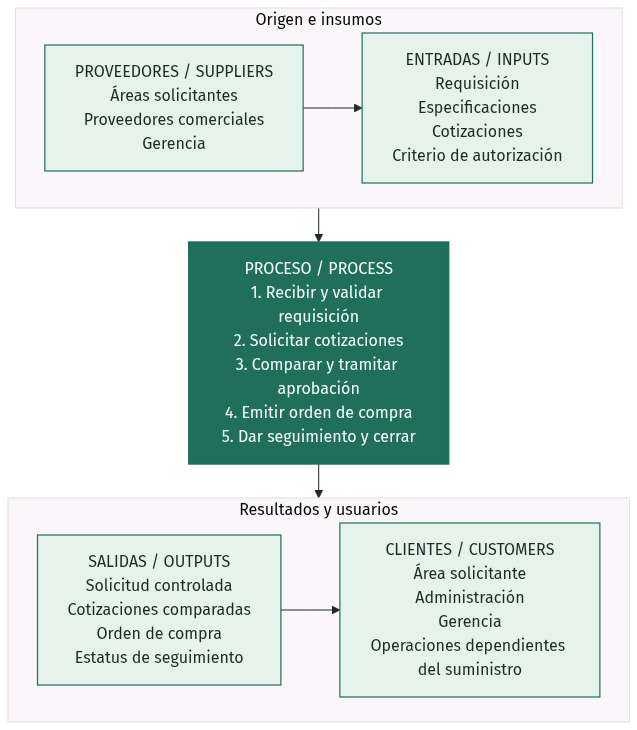 Origen e insumos
PROVEEDORES / SUPPLIERS
Áreas solicitantes
Proveedores comerciales
Gerencia
ENTRADAS / INPUTS
Requisición
Especificaciones
Cotizaciones
Criterio de autorización
PROCESO / PROCESS
1. Recibir y validar
requisición
2. Solicitar cotizaciones
3. Comparar y tramitar
aprobación
4. Emitir orden de compra
5. Dar seguimiento y cerrar
Resultados y usuarios
SALIDAS / OUTPUTS
Solicitud controlada
Cotizaciones comparadas
Orden de compra
Estatus de seguimiento
CLIENTES / CUSTOMERS
Área solicitante
Administración
Gerencia
Operaciones dependientes
del suministro